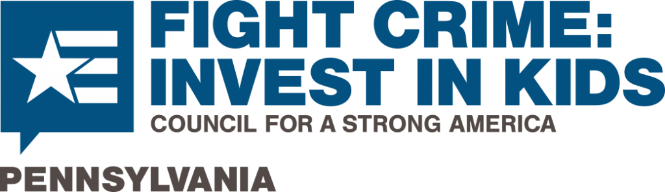 FIGHT CRIME:
INVEST IN KIDS
COUNCIL FOR A STRONG AMERICA
PENNSYLVANIA